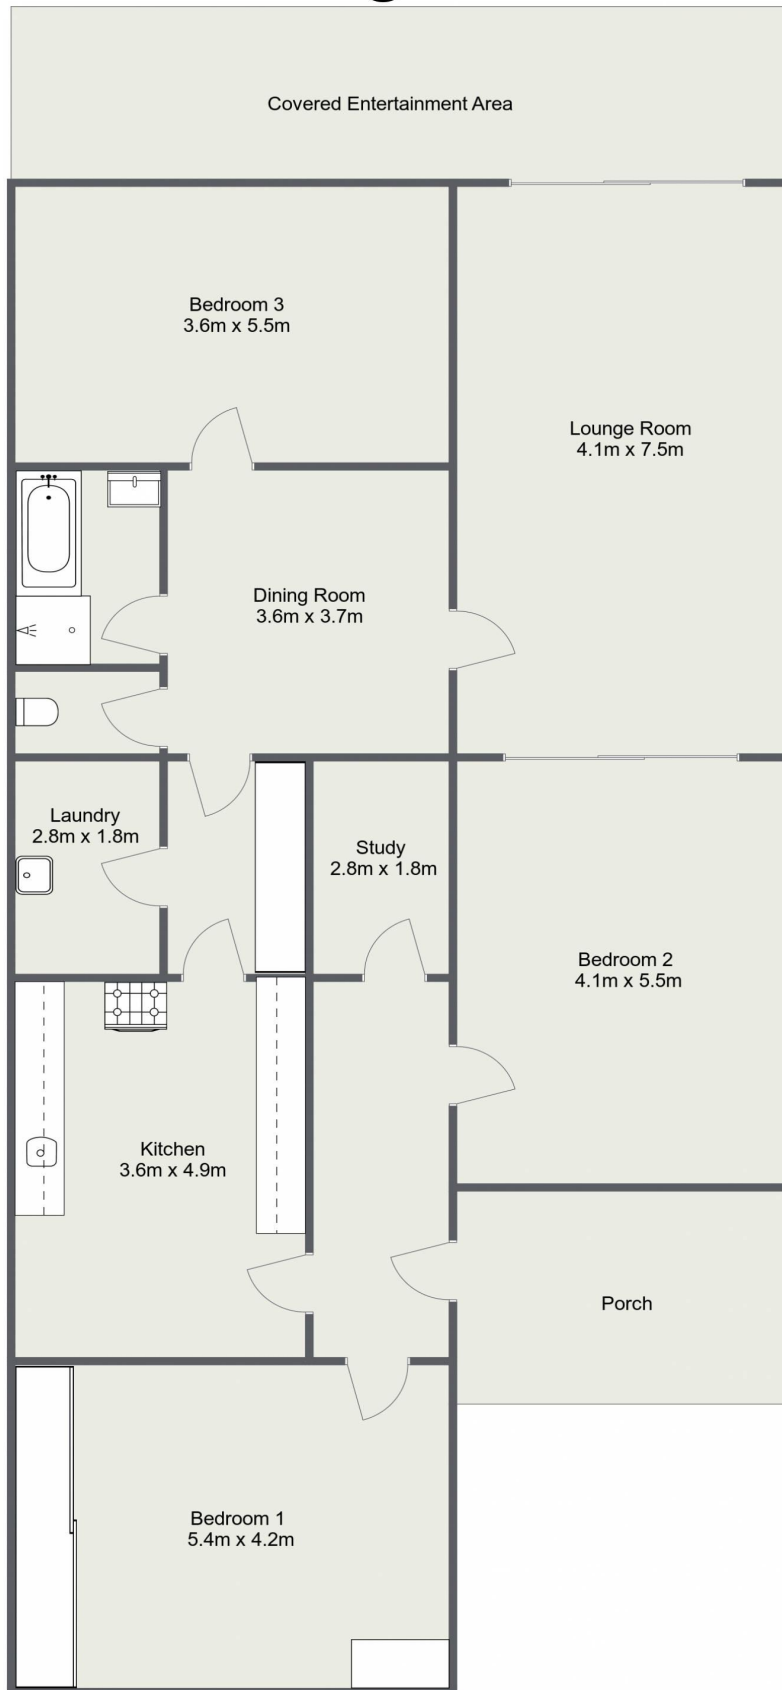 Covered Entertainment Area
Bedroom 3
3.6m x 5.5m
Lounge Room
4.1m x 7.5m
Dining Room
3.6m x 3.7m
Laundry
2.8m x 1.8m
Study
2.8m x 1.8m
Bedroom 2
4.1m x 5.5m
Kitchen
3.6m x 4.9m
Porch
Bedroom 1
5.4m x 4.2m